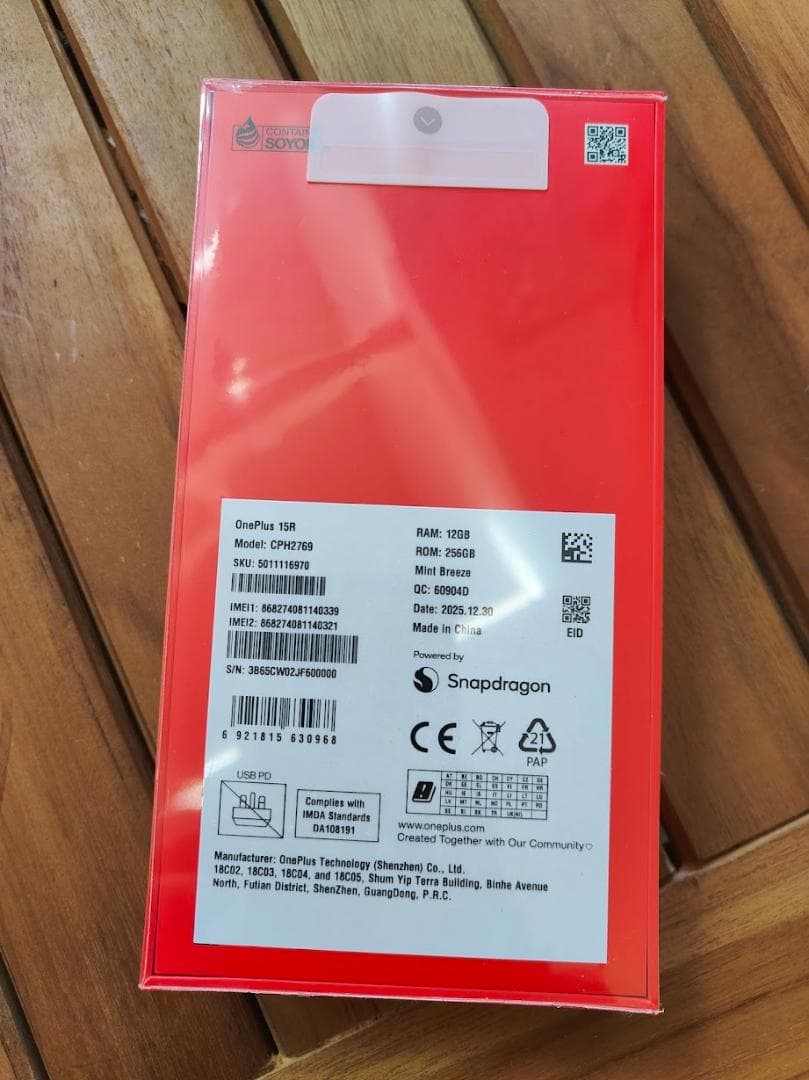 SOYO
OnePlus 15R
Model: CPH2769
SKU: 5011116970
IMEI1: 868274081140339
IMEI2: 868274081140321
S/N: 3B65CW02JF600000
6 921815 630968
RAM: 12GB
ROM: 256GB
Mint Breeze
QC: 60904D
Date: 2025.12.30
Made in China
EID
Powered by
Snapdragon
CE
21
PAP
USB PD
Complies with
IMDA Standards
DA108191
www.oneplus.com
Created Together with Our Community♡
Manufacturer: OnePlus Technology (Shenzhen) Co., Ltd.
18C02, 18C03, 18C04, and 18C05, Shum Yip Terra Building, Binhe Avenue
North, Futian District, ShenZhen, GuangDong, P.R.C.